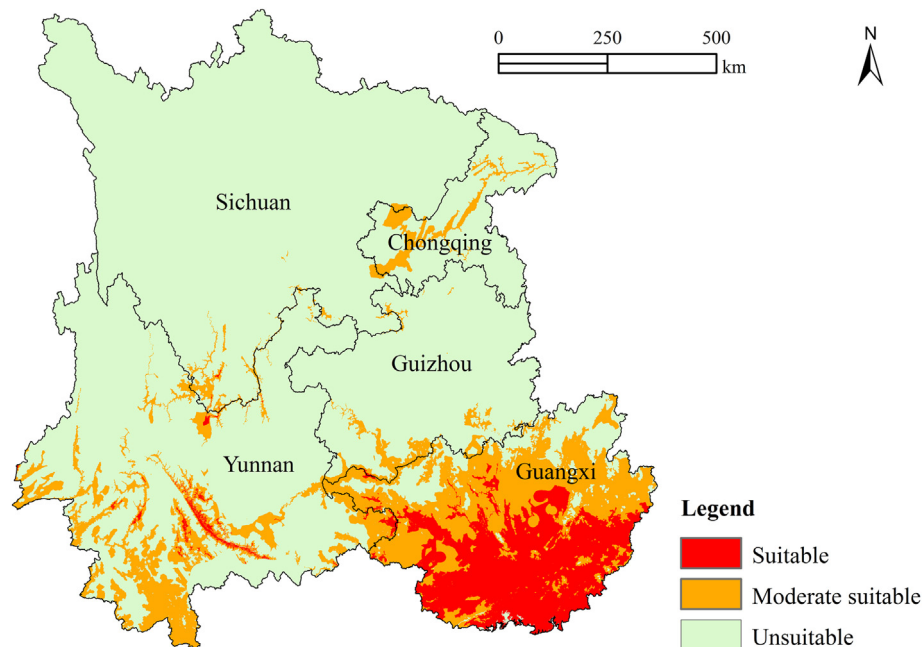 N
0 250 500
km
Sichuan
Chongqing
Guizhou
Yunnan
Guangxi
Legend
Suitable
Moderate suitable
Unsuitable